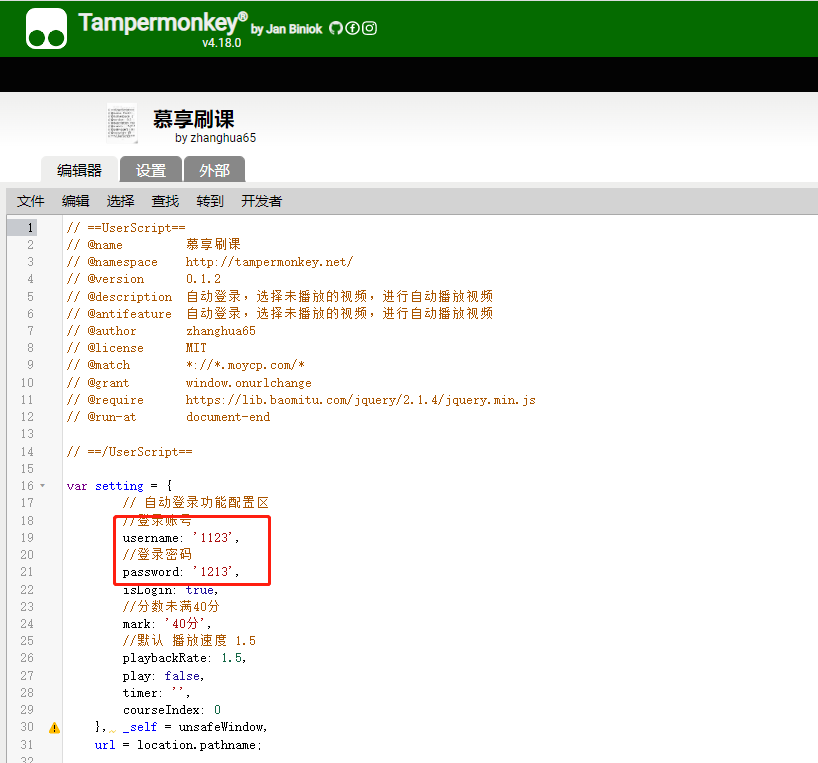 Tampermonkey® by Jan Biniok
v4.18.0
慕享刷课
by zhanghua65
编辑器 设置 外部
文件 编辑 选择 查找 转到 开发者
1 // ==UserScript==
2 // @name 慕享刷课
3 // @namespace http://tampermonkey.net/
4 // @version 0.1.2
5 // @description 自动登录，选择未播放的视频，进行自动播放视频
6 // @antifeature 自动登录，选择未播放的视频，进行自动播放视频
7 // @author zhanghua65
8 // @license MIT
9 // @match *://*.moycp.com/*
10 // @grant window.onurlchange
11 // @require https://lib.baomitu.com/jquery/2.1.4/jquery.min.js
12 // @run-at document-end
13
14 // ==/UserScript==
15
16 var setting = {
17 // 自动登录功能配置区
18 //登录账号
19 username: '1123',
20 //登录密码
21 password: '1213',
22 isLogin: true,
23 //分数未满40分
24 mark: '40分',
25 //默认 播放速度 1.5
26 playbackRate: 1.5,
27 play: false,
28 timer: '',
29 courseIndex: 0
30 }, _self = unsafeWindow,
31 url = location.pathname;
32